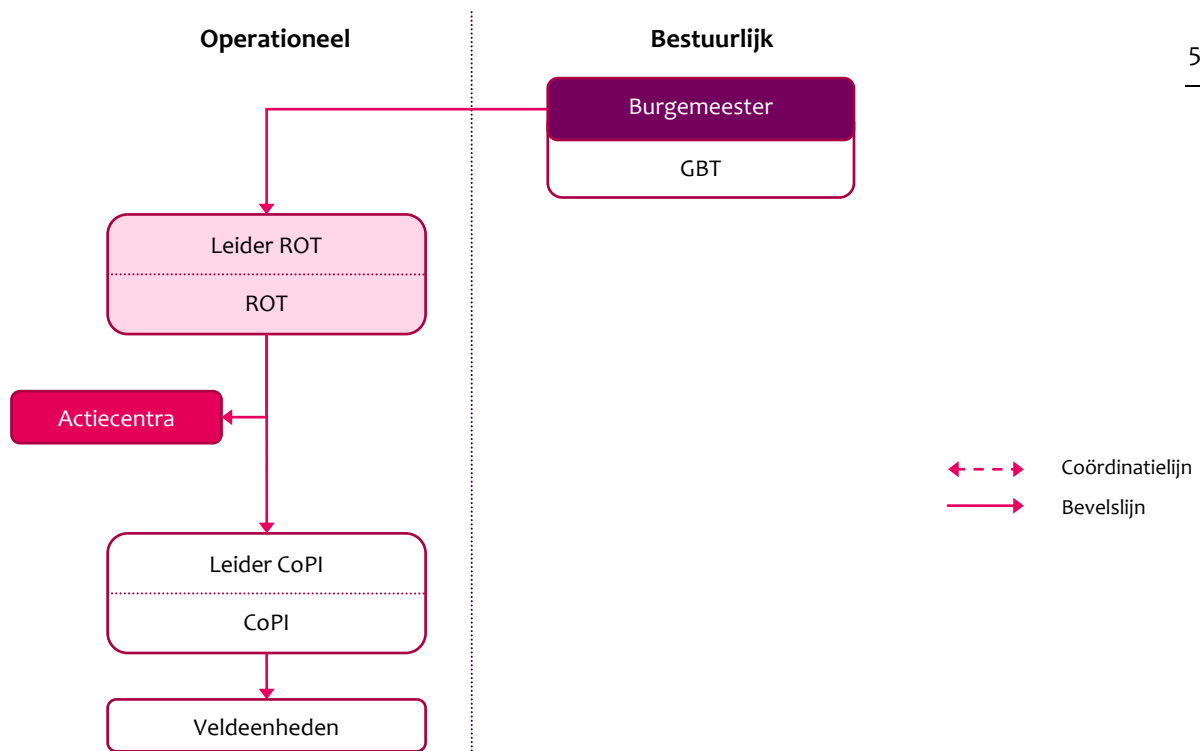 Operationeel
Bestuurlijk
5
Burgemeester
GBT
Leider ROT
ROT
Actiecentra
Coördinatielijn
Bevelslijn
Leider CoPI
CoPI
Veldeenheden